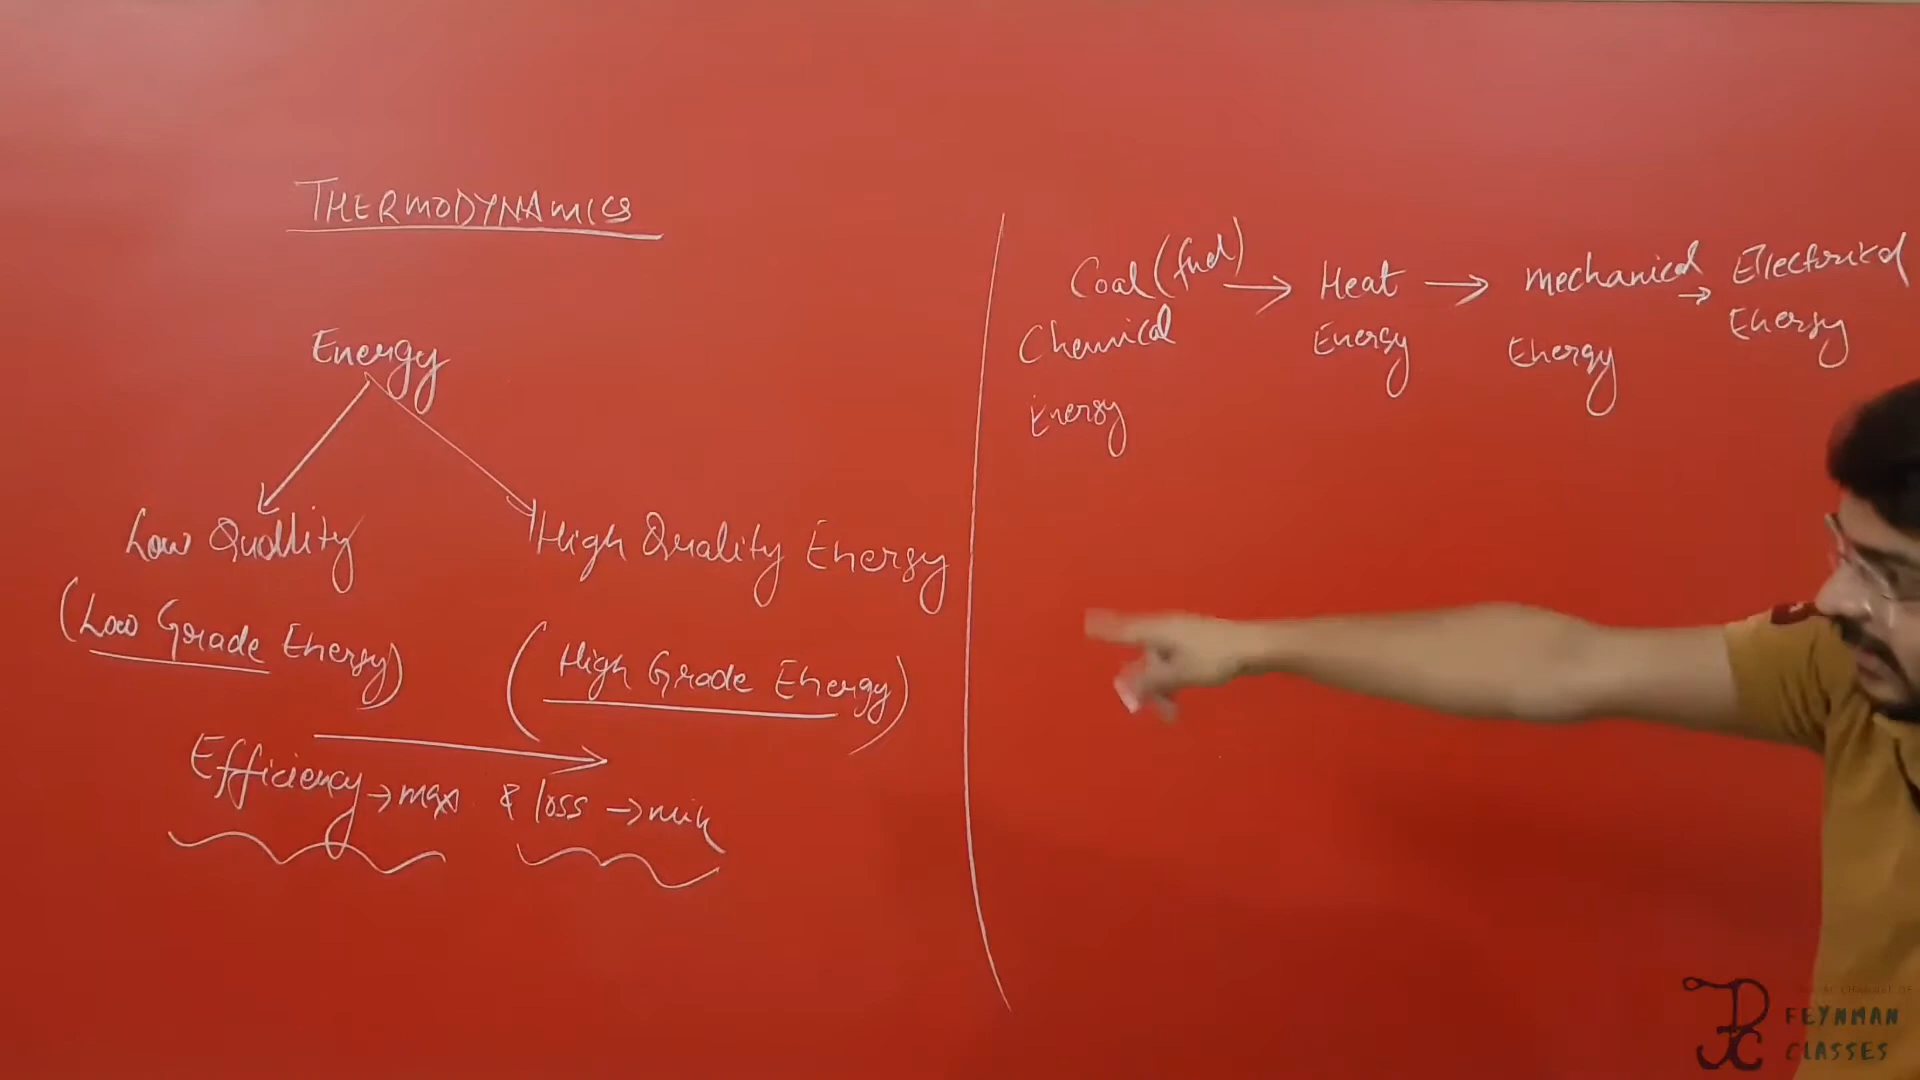 THERMODYNAMICS
Energy
Low Quality
High Quality Energy
(Low Grade Energy)
(High Grade Energy)
Efficiency → max & loss → min
Coal (fuel) → Heat → mechanical → Electrical
Chemical Energy Energy Energy
Energy
FEYNMAN
CLASSES